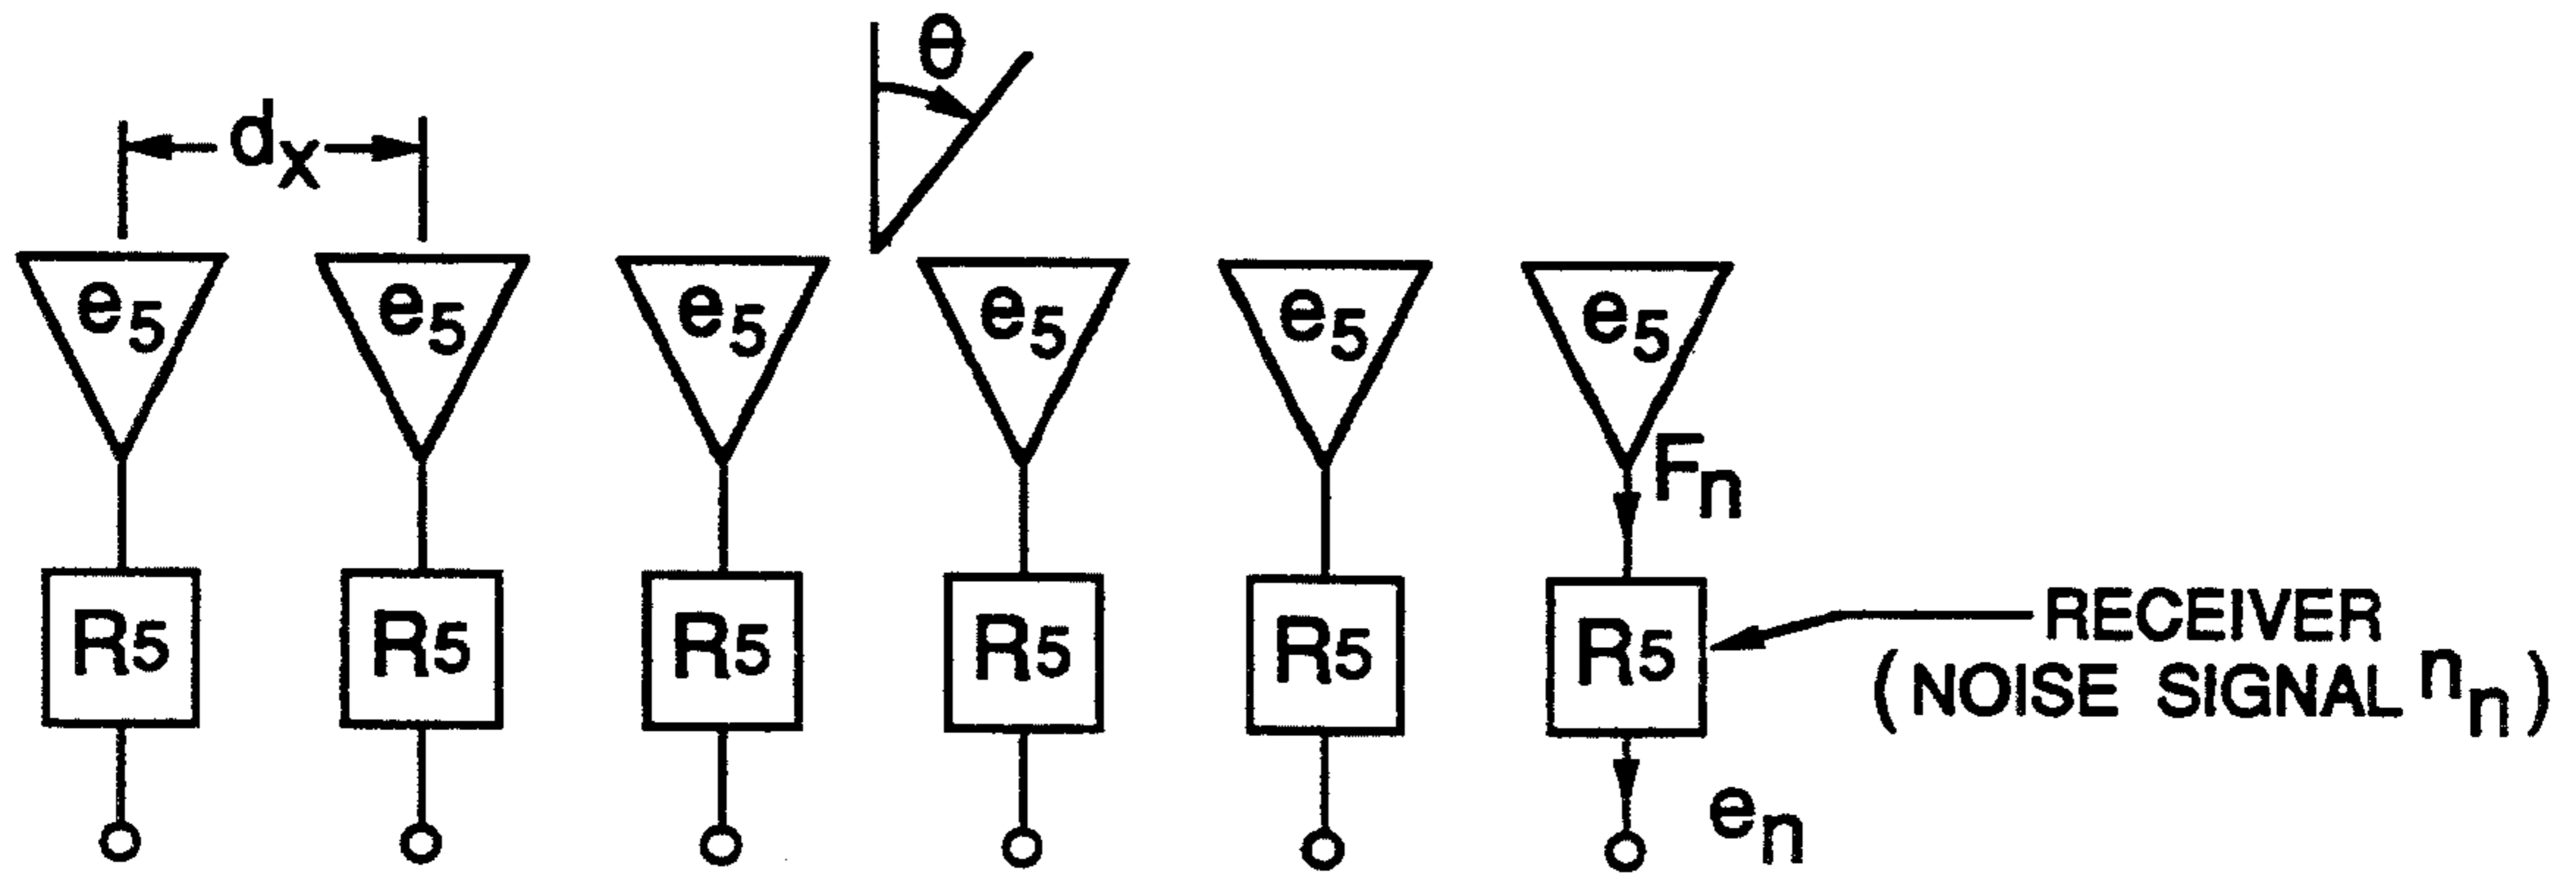 θ
dx
e5 e5 e5 e5 e5 e5
Fn
R5 R5 R5 R5 R5 R5
RECEIVER
(NOISE SIGNAL nn)
en